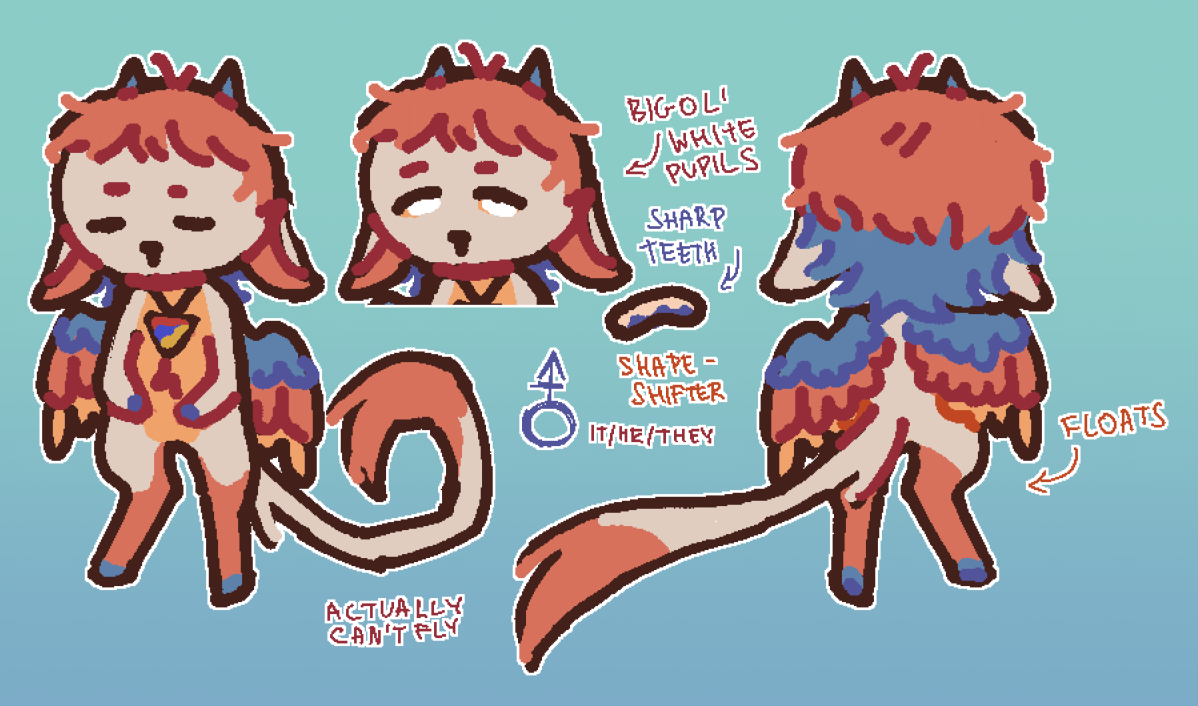 BIG OL'
WHITE
PUPILS
SHARP
TEETH
SHAPE-
SHIFTER
IT/HE/THEY
FLOATS
ACTUALLY
CAN'T FLY